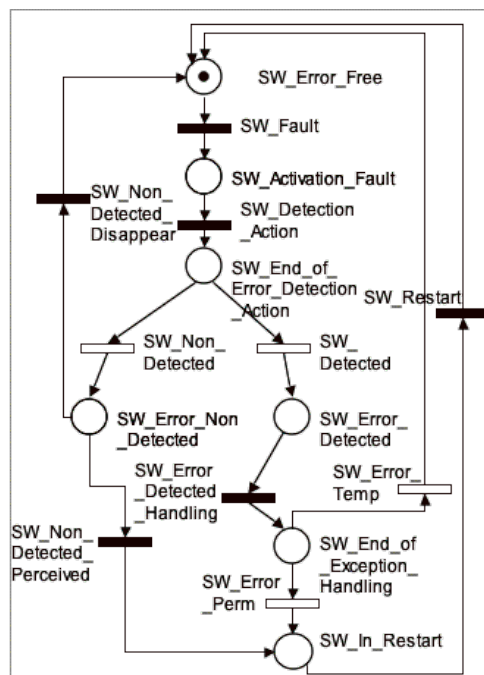 SW_Error_Free
SW_Fault
SW_Activation_Fault
SW_Non_
Detected_
Disappear
SW_Detection
_Action
SW_End_of_
Error_Detection
_Action
SW_Restart
SW_Non_
Detected
SW_
Detected
SW_Error_Non
_Detected
SW_Error_
Detected
SW_Error
_Detected
_Handling
SW_Error_
Temp
SW_Non_
Detected_
Perceived
SW_End_of
_Exception_
Handling
SW_Error
_Perm
SW_In_Restart